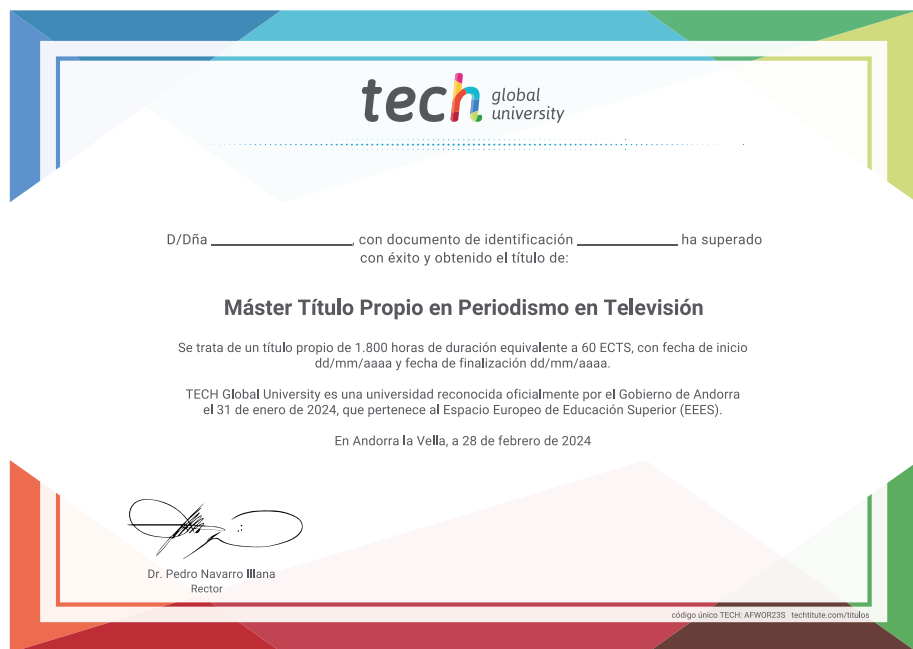 tech global
university
D/Dña ____________________, con documento de identificación ______________ ha superado
con éxito y obtenido el título de:
Máster Título Propio en Periodismo en Televisión
Se trata de un título propio de 1.800 horas de duración equivalente a 60 ECTS, con fecha de inicio
dd/mm/aaaa y fecha de finalización dd/mm/aaaa.
TECH Global University es una universidad reconocida oficialmente por el Gobierno de Andorra
el 31 de enero de 2024, que pertenece al Espacio Europeo de Educación Superior (EEES).
En Andorra la Vella, a 28 de febrero de 2024
Dr. Pedro Navarro Illana
Rector
código único TECH: AFWOR23S techtitute.com/titulos